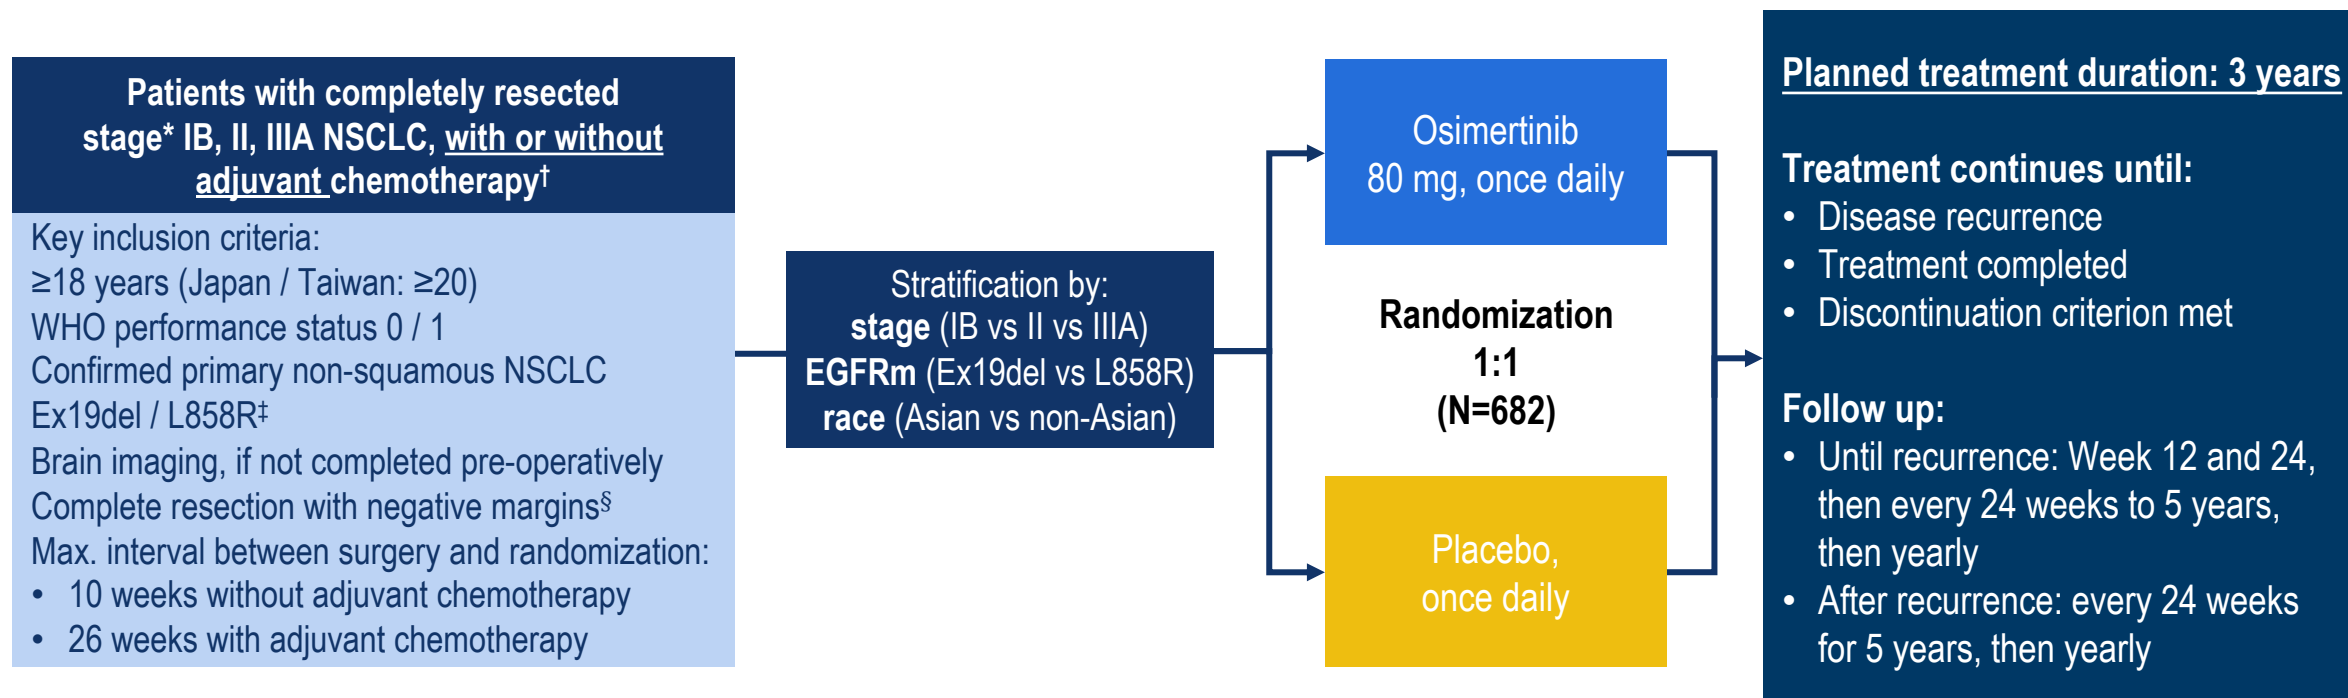 Patients with completely resected
stage* IB, II, IIIA NSCLC, with or without
adjuvant chemotherapy†
Key inclusion criteria:
≥18 years (Japan / Taiwan: ≥20)
WHO performance status 0 / 1
Confirmed primary non-squamous NSCLC
Ex19del / L858R‡
Brain imaging, if not completed pre-operatively
Complete resection with negative margins§
Max. interval between surgery and randomization:
• 10 weeks without adjuvant chemotherapy
• 26 weeks with adjuvant chemotherapy
Stratification by:
stage (IB vs II vs IIIA)
EGFRm (Ex19del vs L858R)
race (Asian vs non-Asian)
Osimertinib
80 mg, once daily
Randomization
1:1
(N=682)
Placebo,
once daily
Planned treatment duration: 3 years
Treatment continues until:
• Disease recurrence
• Treatment completed
• Discontinuation criterion met
Follow up:
• Until recurrence: Week 12 and 24,
then every 24 weeks to 5 years,
then yearly
• After recurrence: every 24 weeks
for 5 years, then yearly